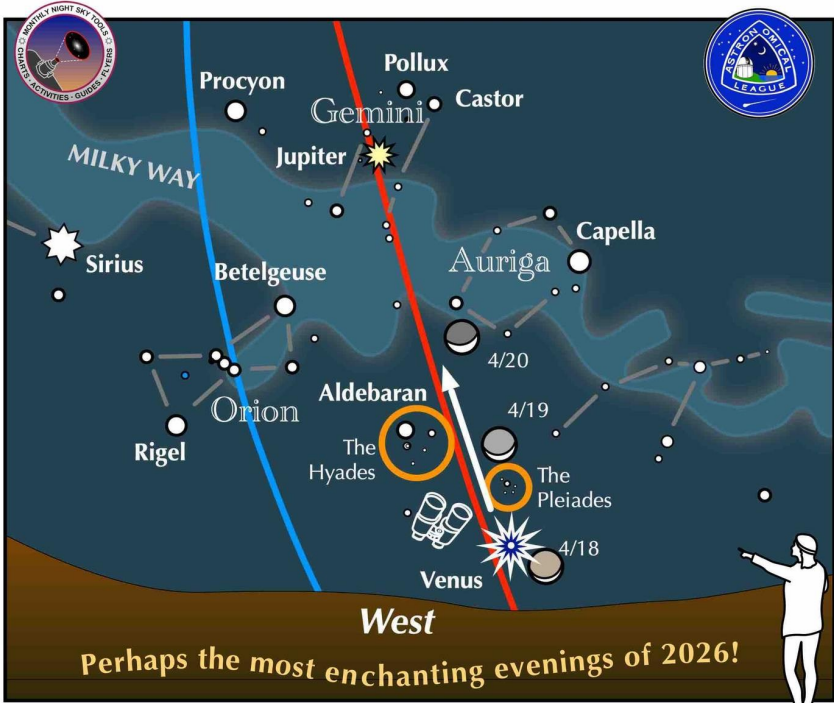 MONTHLY NIGHT SKY TOOLS
CHARTS • ACTIVITIES • GUIDES • FLYERS
ASTRONOMICAL
LEAGUE
Pollux
Procyon
Castor
Gemini
Jupiter
MILKY WAY
Capella
Sirius
Auriga
Betelgeuse
4/20
Aldebaran
4/19
Orion
The
Hyades
Rigel
The
Pleiades
4/18
Venus
West
Perhaps the most enchanting evenings of 2026!